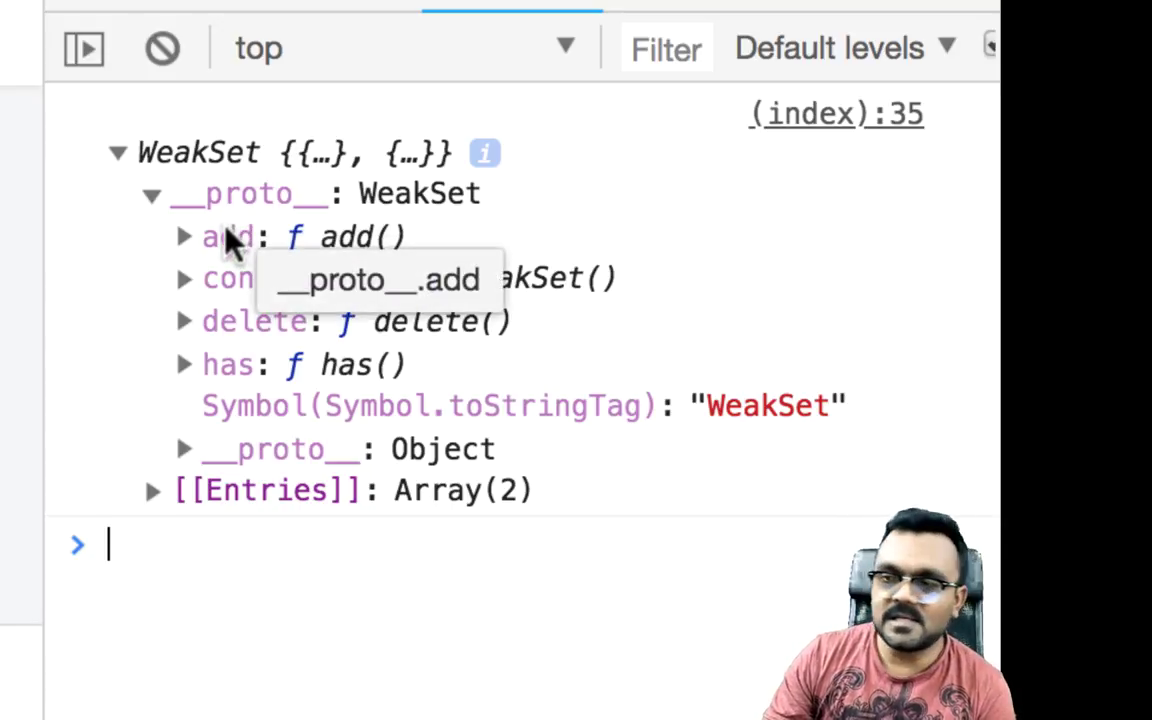 top Filter Default levels
(index):35
WeakSet {{…}, {…}} i
__proto__: WeakSet
add: ƒ add()
__proto__.add
con akSet()
delete: ƒ delete()
has: ƒ has()
Symbol(Symbol.toStringTag): "WeakSet"
__proto__: Object
[[Entries]]: Array(2)
>